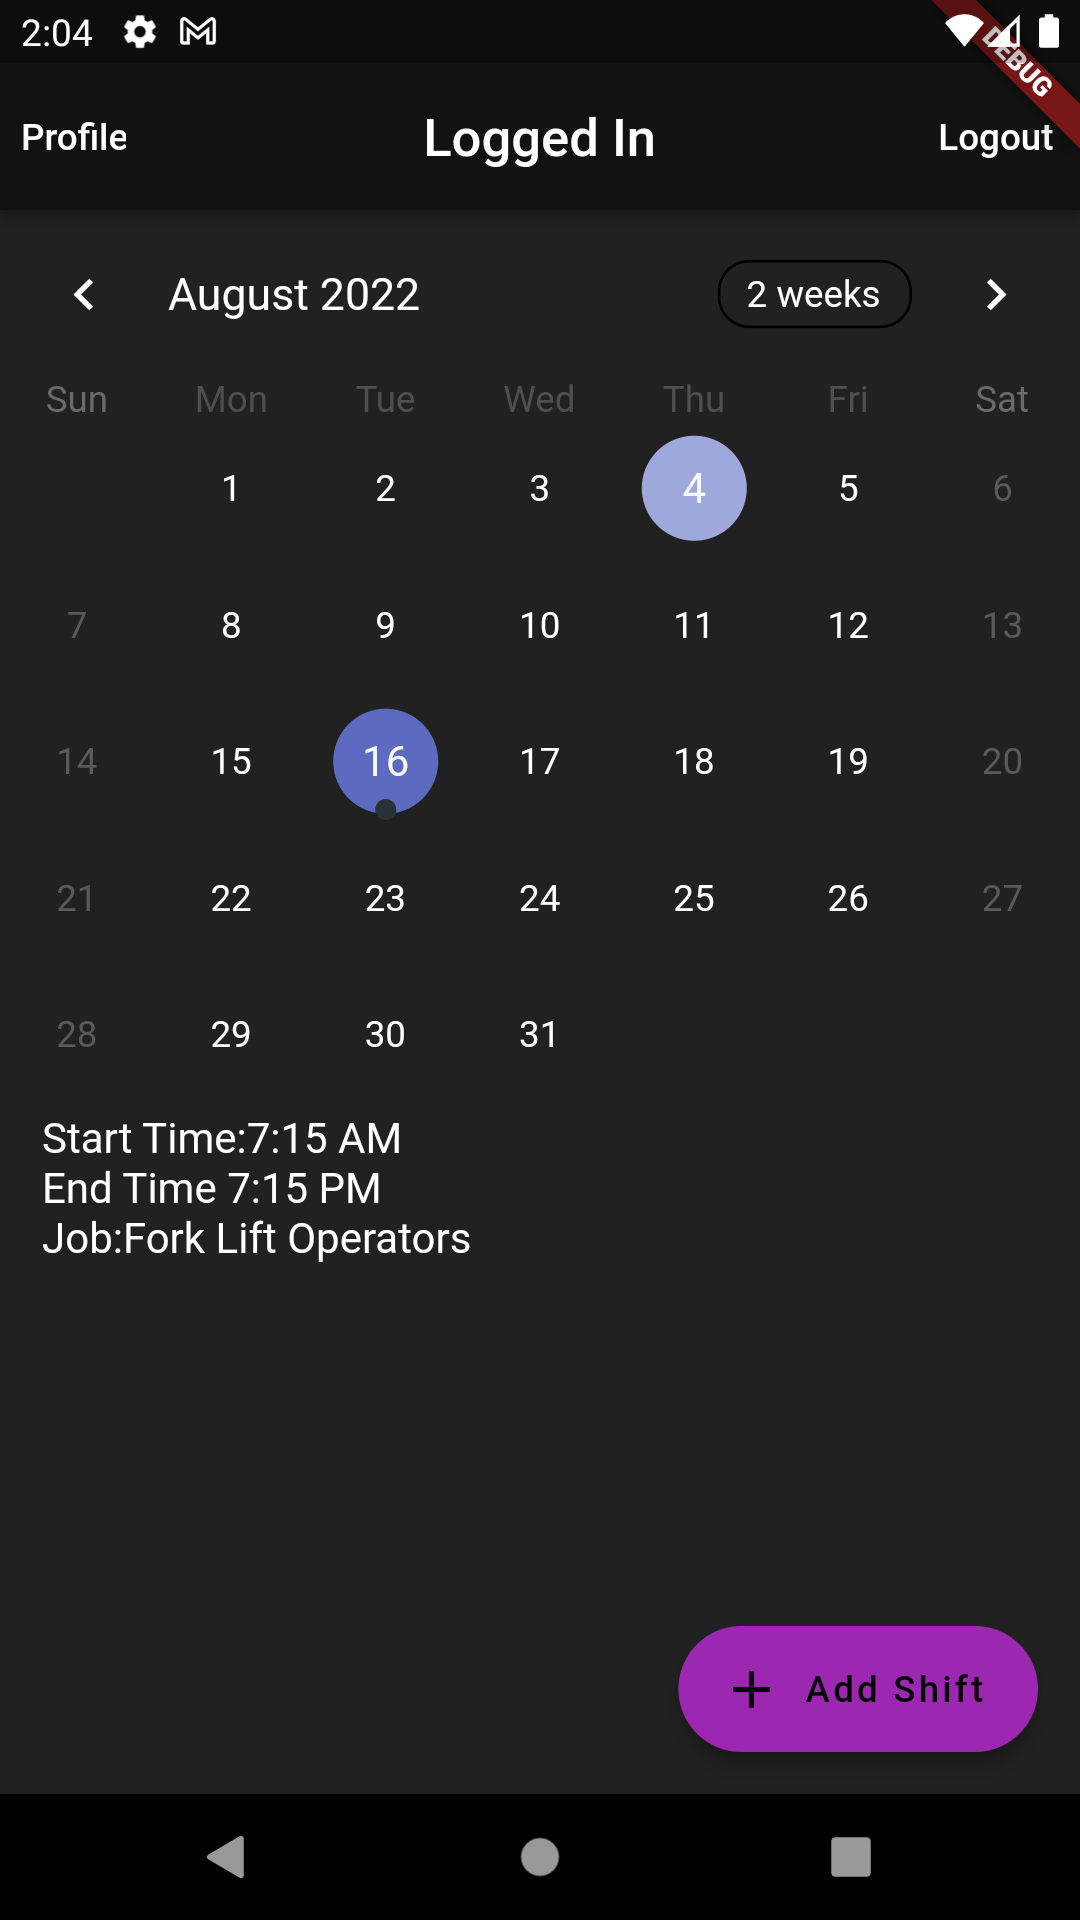 2:04
DEBUG
Profile Logged In Logout
August 2022 2 weeks
Sun Mon Tue Wed Thu Fri Sat
1 2 3 4 5 6
7 8 9 10 11 12 13
14 15 16 17 18 19 20
21 22 23 24 25 26 27
28 29 30 31
Start Time:7:15 AM
End Time 7:15 PM
Job:Fork Lift Operators
Add Shift